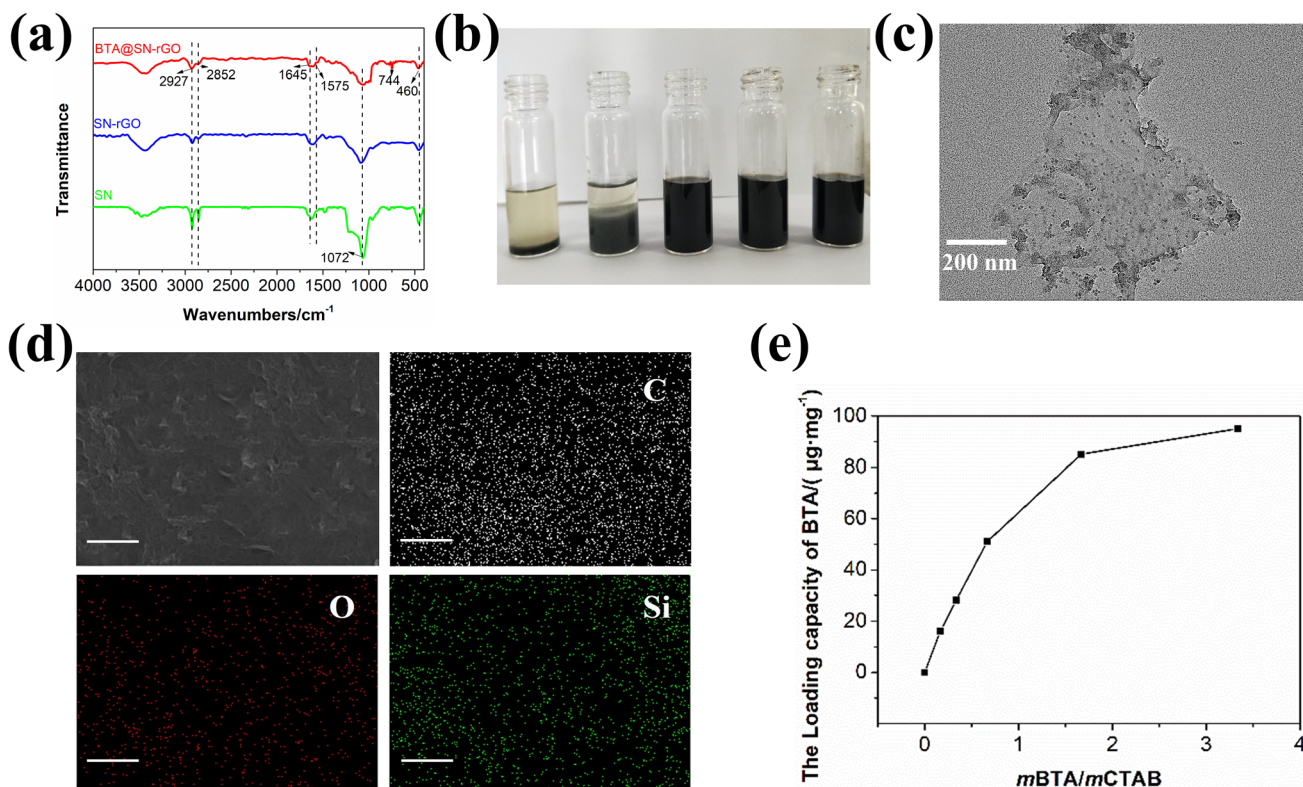 (a)
BTA@SN-rGO
2927
2852
1645
1575
744
460
SN-rGO
SN
1072
Transmittance
4000 3500 3000 2500 2000 1500 1000 500
Wavenumbers/cm⁻¹
(b)
(c)
200 nm
(d)
C
O
Si
(e)
The Loading capacity of BTA/( μg·mg⁻¹)
100
80
60
40
20
0
0 1 2 3 4
mBTA/mCTAB